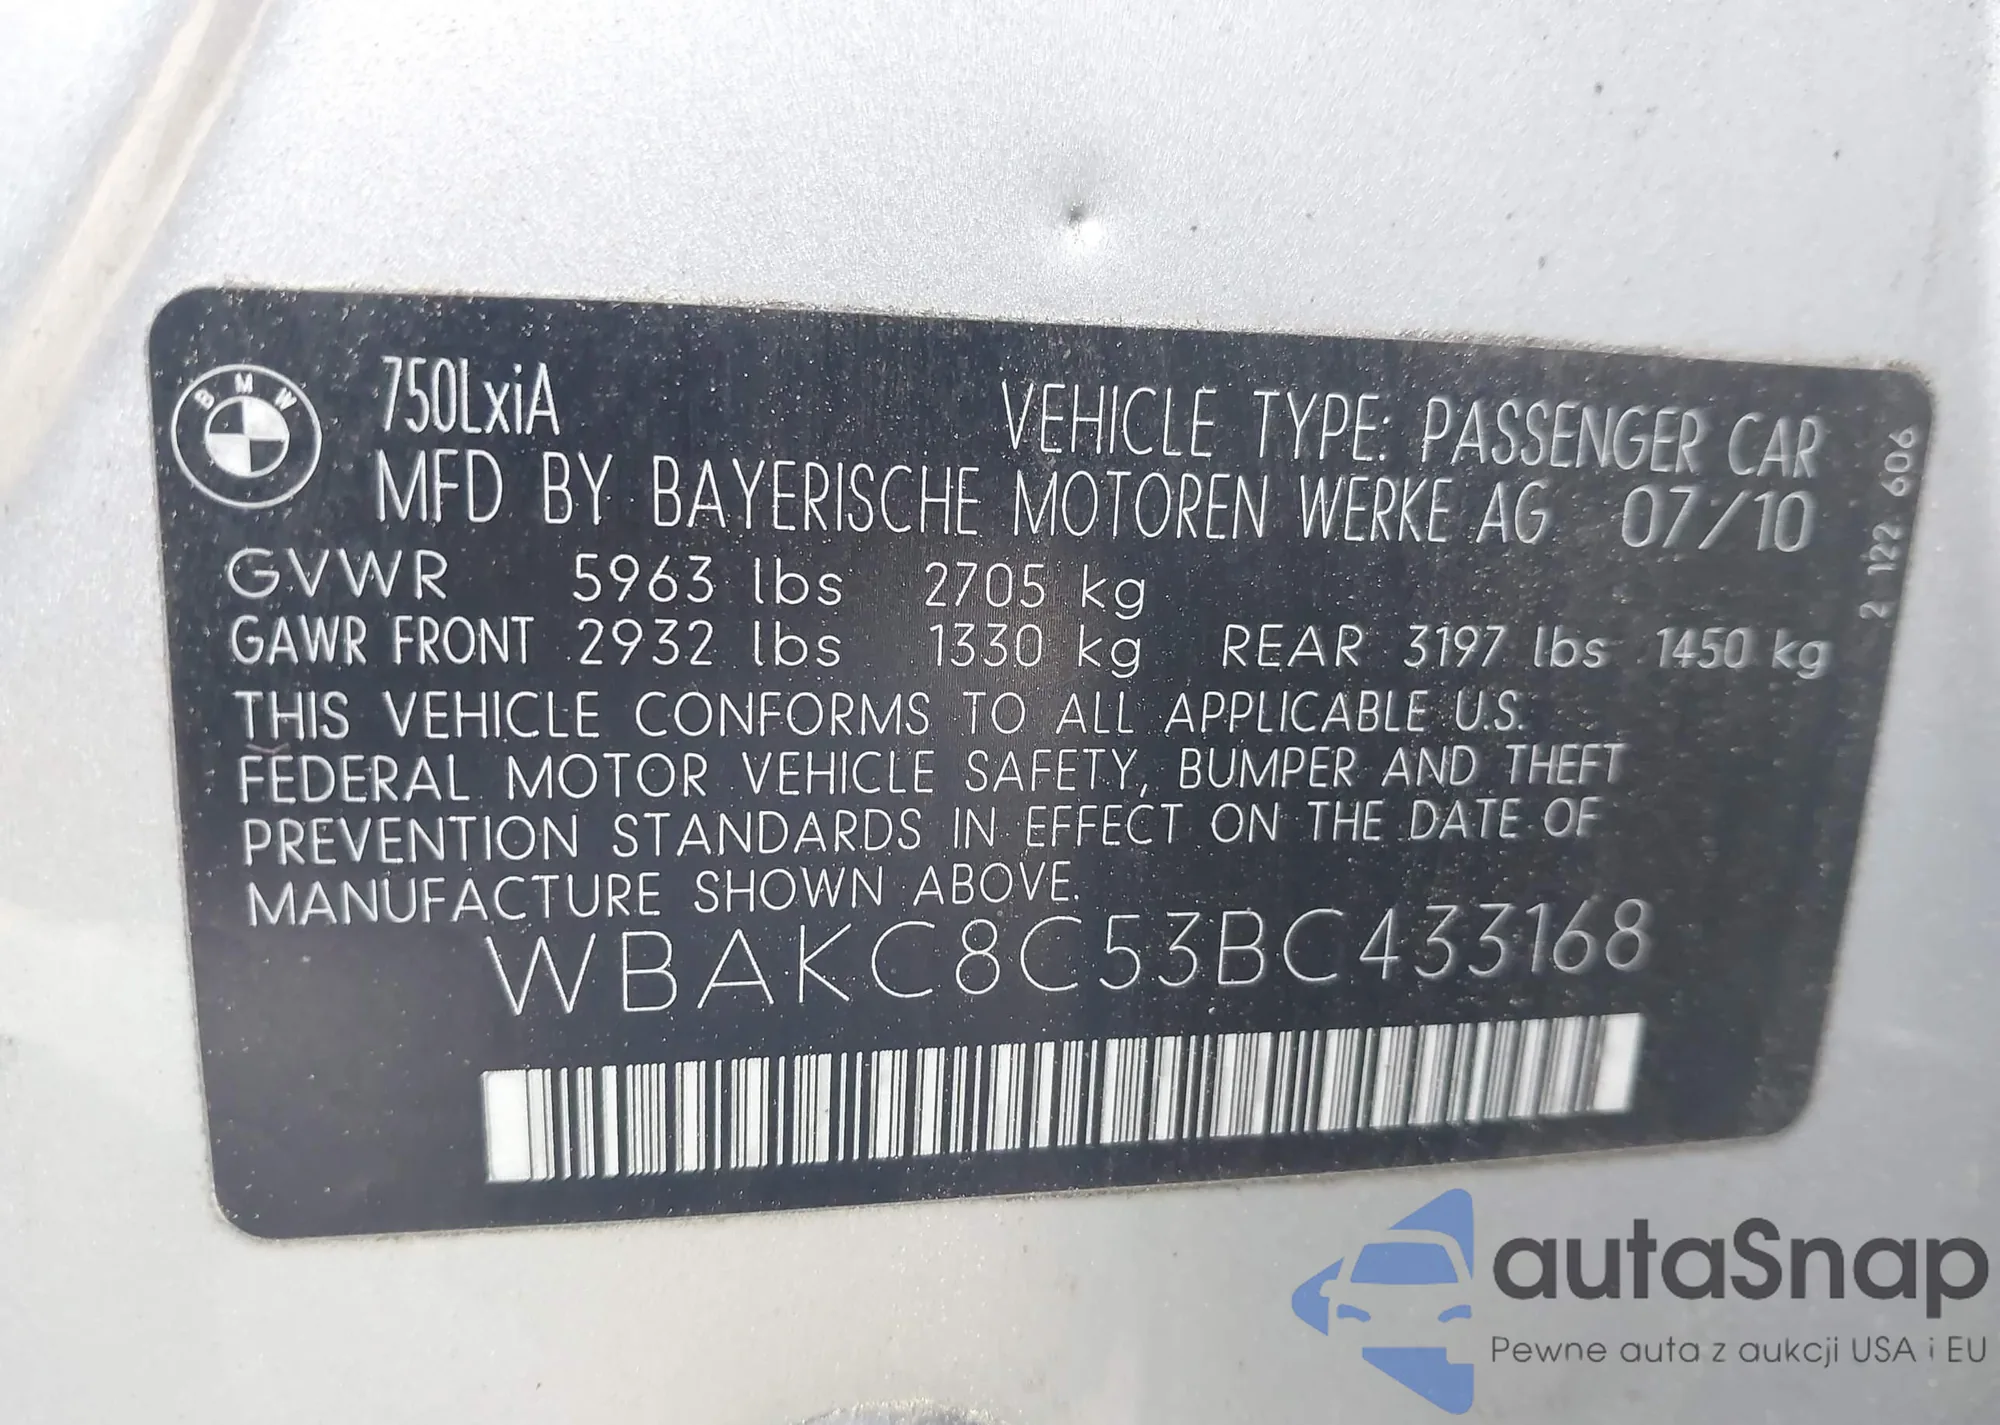 BMW
750LxiA
VEHICLE TYPE: PASSENGER CAR
MFD BY BAYERISCHE MOTOREN WERKE AG 07/10
GVWR 5963 lbs 2705 kg
GAWR FRONT 2932 lbs 1330 kg REAR 3197 lbs 1450 kg
THIS VEHICLE CONFORMS TO ALL APPLICABLE U.S.
FEDERAL MOTOR VEHICLE SAFETY, BUMPER AND THEFT
PREVENTION STANDARDS IN EFFECT ON THE DATE OF
MANUFACTURE SHOWN ABOVE.
WBAKC8C53BC433168
2 122 606
autaSnap
Pewne auta z aukcji USA i EU